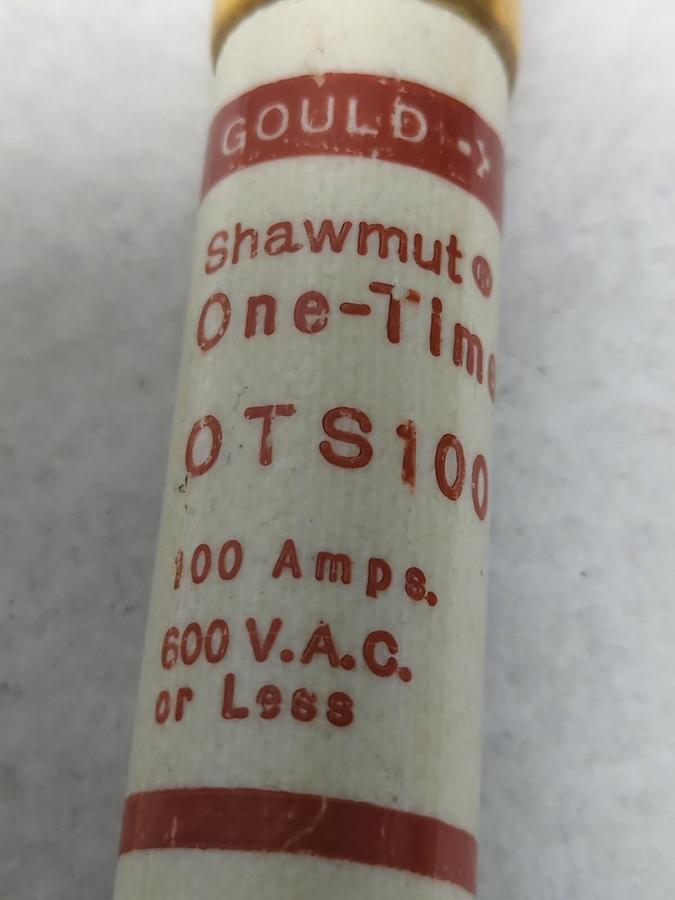 GOULD
Shawmut®
One-Time
OTS100
100 Amps.
600 V.A.C.
or Less